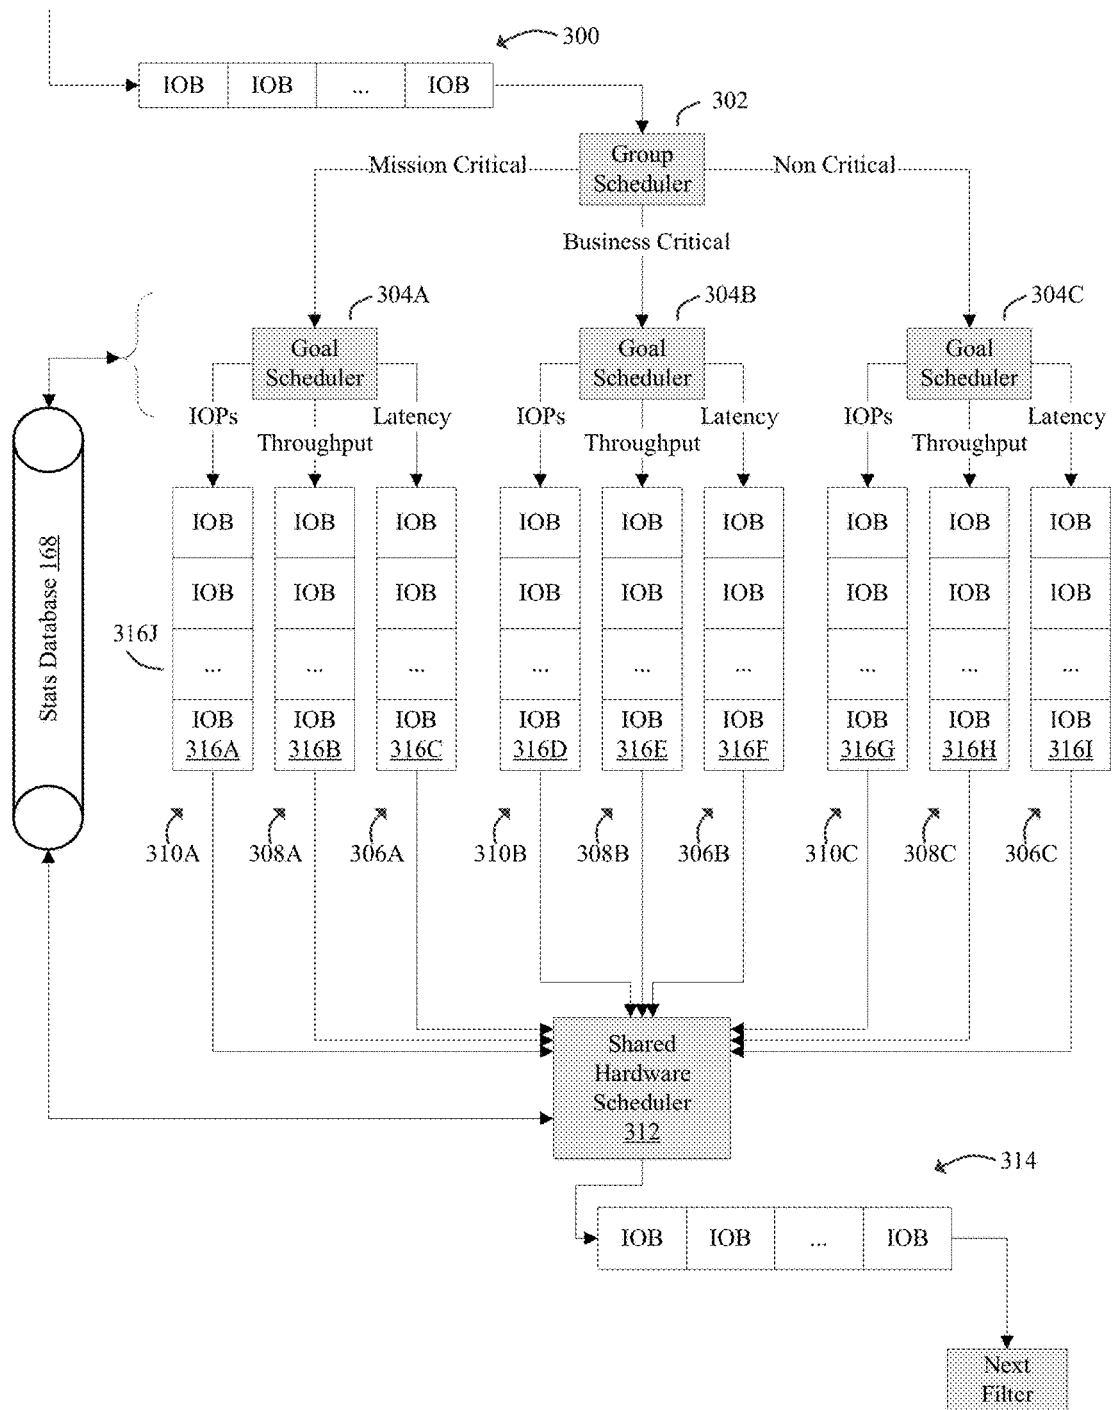 300
IOB IOB ... IOB
302
Mission Critical
Group
Scheduler
Non Critical
Business Critical
304A
304B
304C
Goal
Scheduler
Goal
Scheduler
Goal
Scheduler
IOPs
Throughput
Latency
IOPs
Throughput
Latency
IOPs
Throughput
Latency
Stats Database 168
316J
IOB IOB IOB IOB IOB IOB IOB IOB IOB
IOB IOB IOB IOB IOB IOB IOB IOB IOB
... ... ... ... ... ... ... ... ...
IOB IOB IOB IOB IOB IOB IOB IOB IOB
316A 316B 316C 316D 316E 316F 316G 316H 316I
310A 308A 306A 310B 308B 306B 310C 308C 306C
Shared
Hardware
Scheduler
312
314
IOB IOB ... IOB
Next
Filter